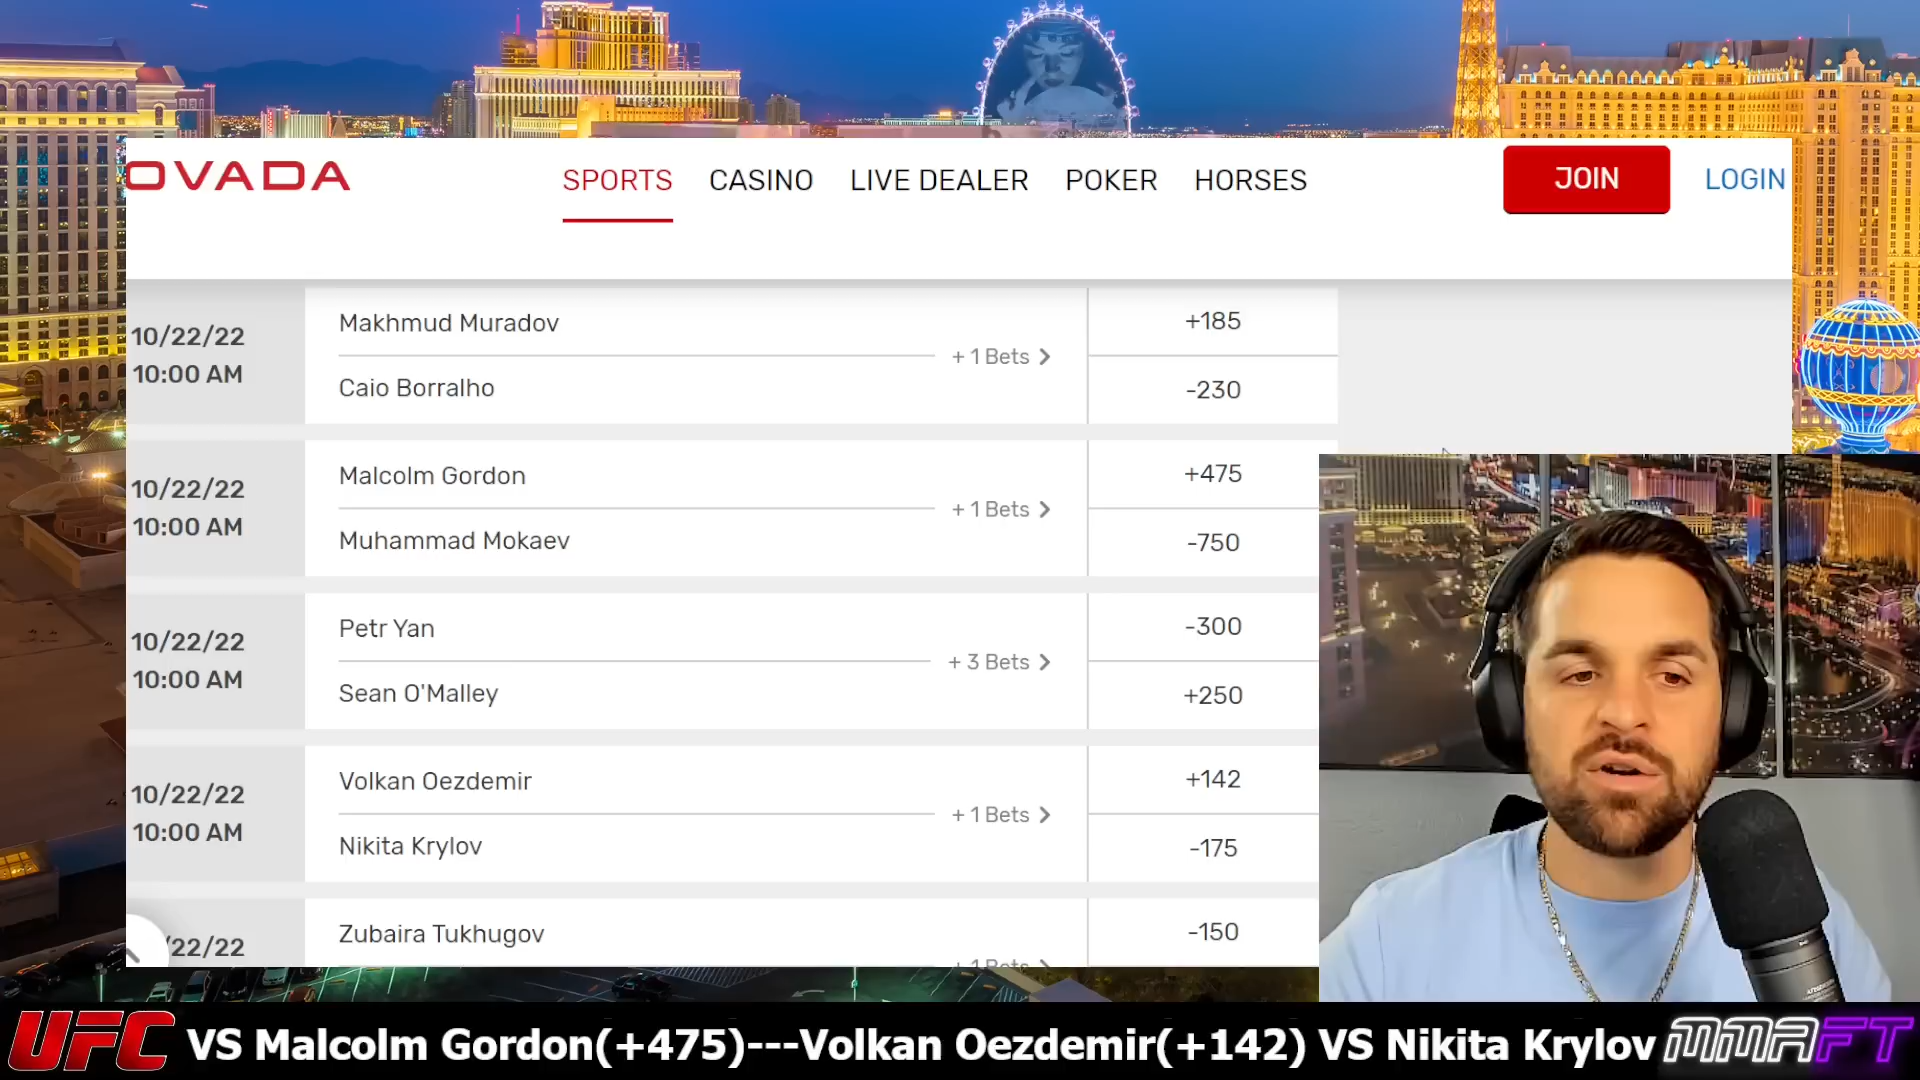 OVADA
SPORTS CASINO LIVE DEALER POKER HORSES
JOIN LOGIN
10/22/22
10:00 AM
Makhmud Muradov
Caio Borralho
+ 1 Bets
+185
-230
10/22/22
10:00 AM
Malcolm Gordon
Muhammad Mokaev
+ 1 Bets
+475
-750
10/22/22
10:00 AM
Petr Yan
Sean O'Malley
+ 3 Bets
-300
+250
10/22/22
10:00 AM
Volkan Oezdemir
Nikita Krylov
+ 1 Bets
+142
-175
/22/22
Zubaira Tukhugov
+ 1 Bets
-150
UFC VS Malcolm Gordon(+475)---Volkan Oezdemir(+142) VS Nikita Krylov MMAFT